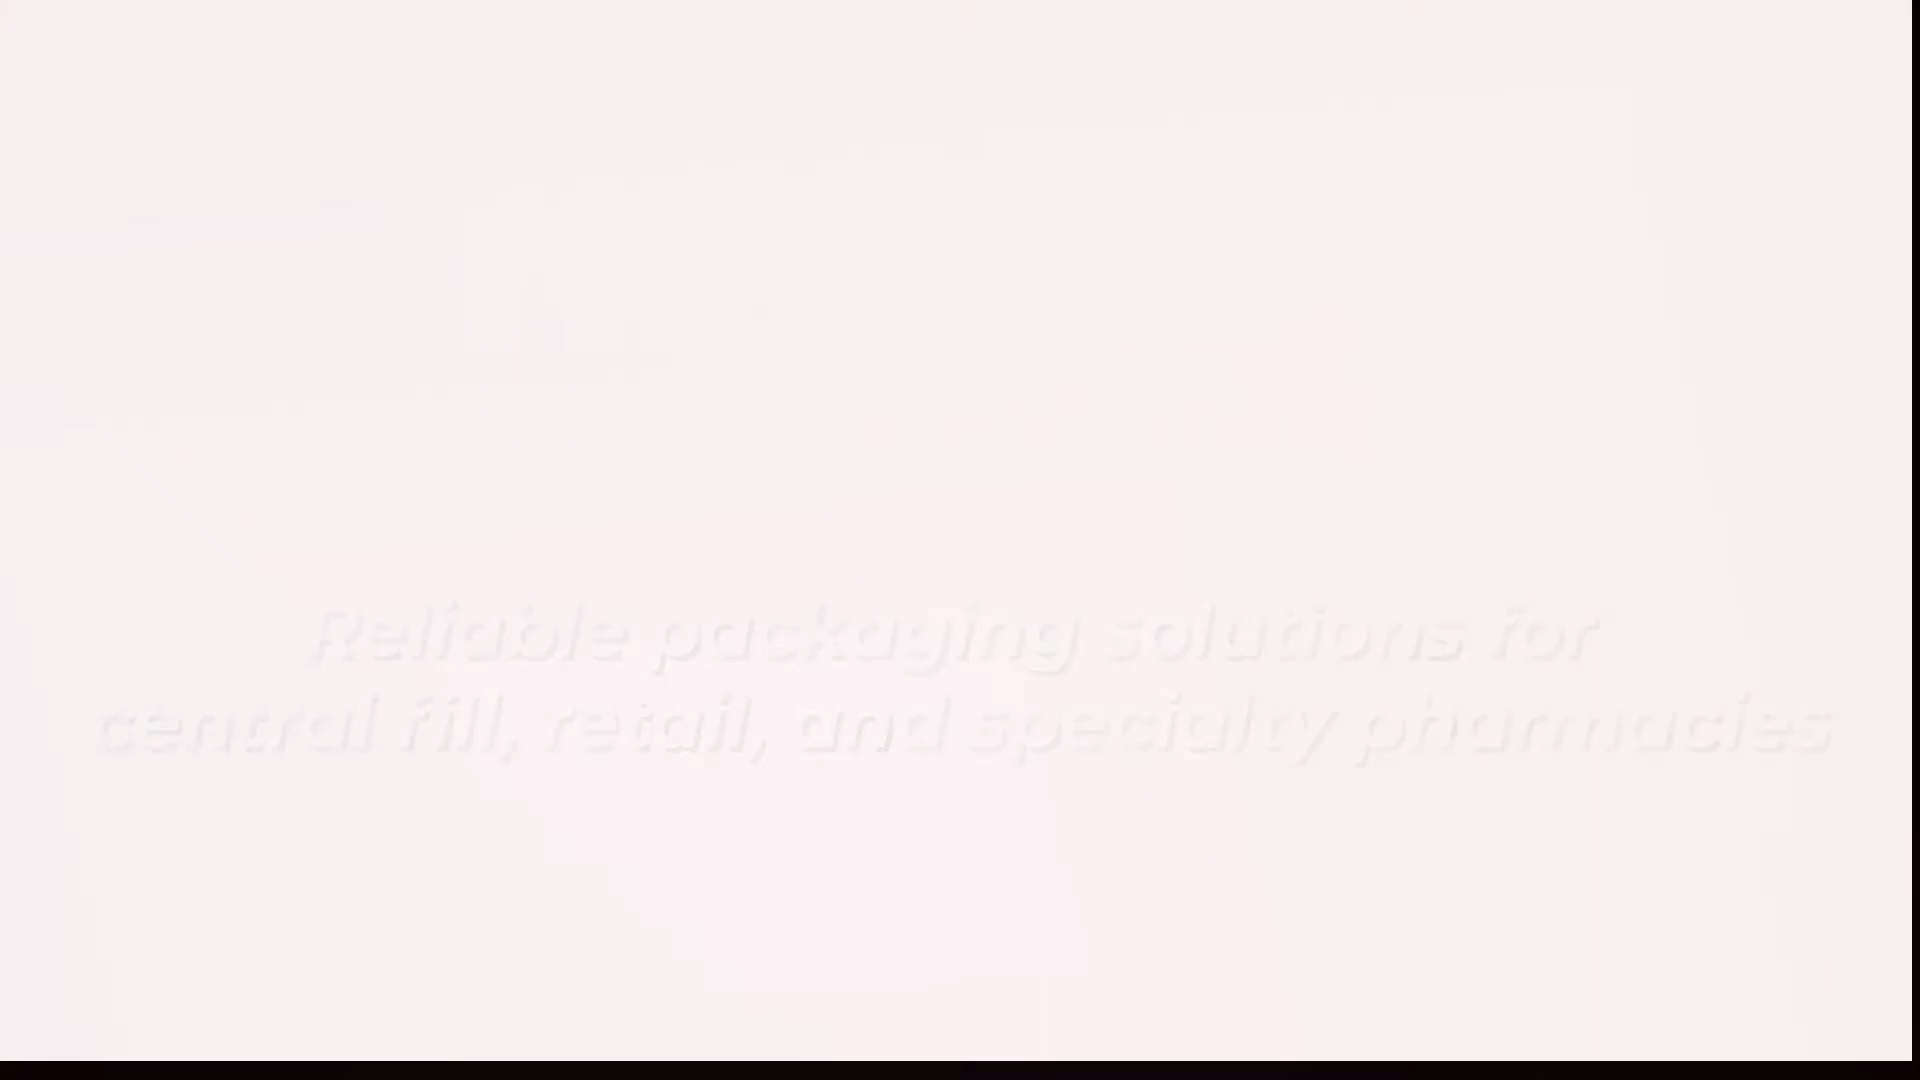 Reliable packaging solutions for
central fill, retail, and specialty pharmacies